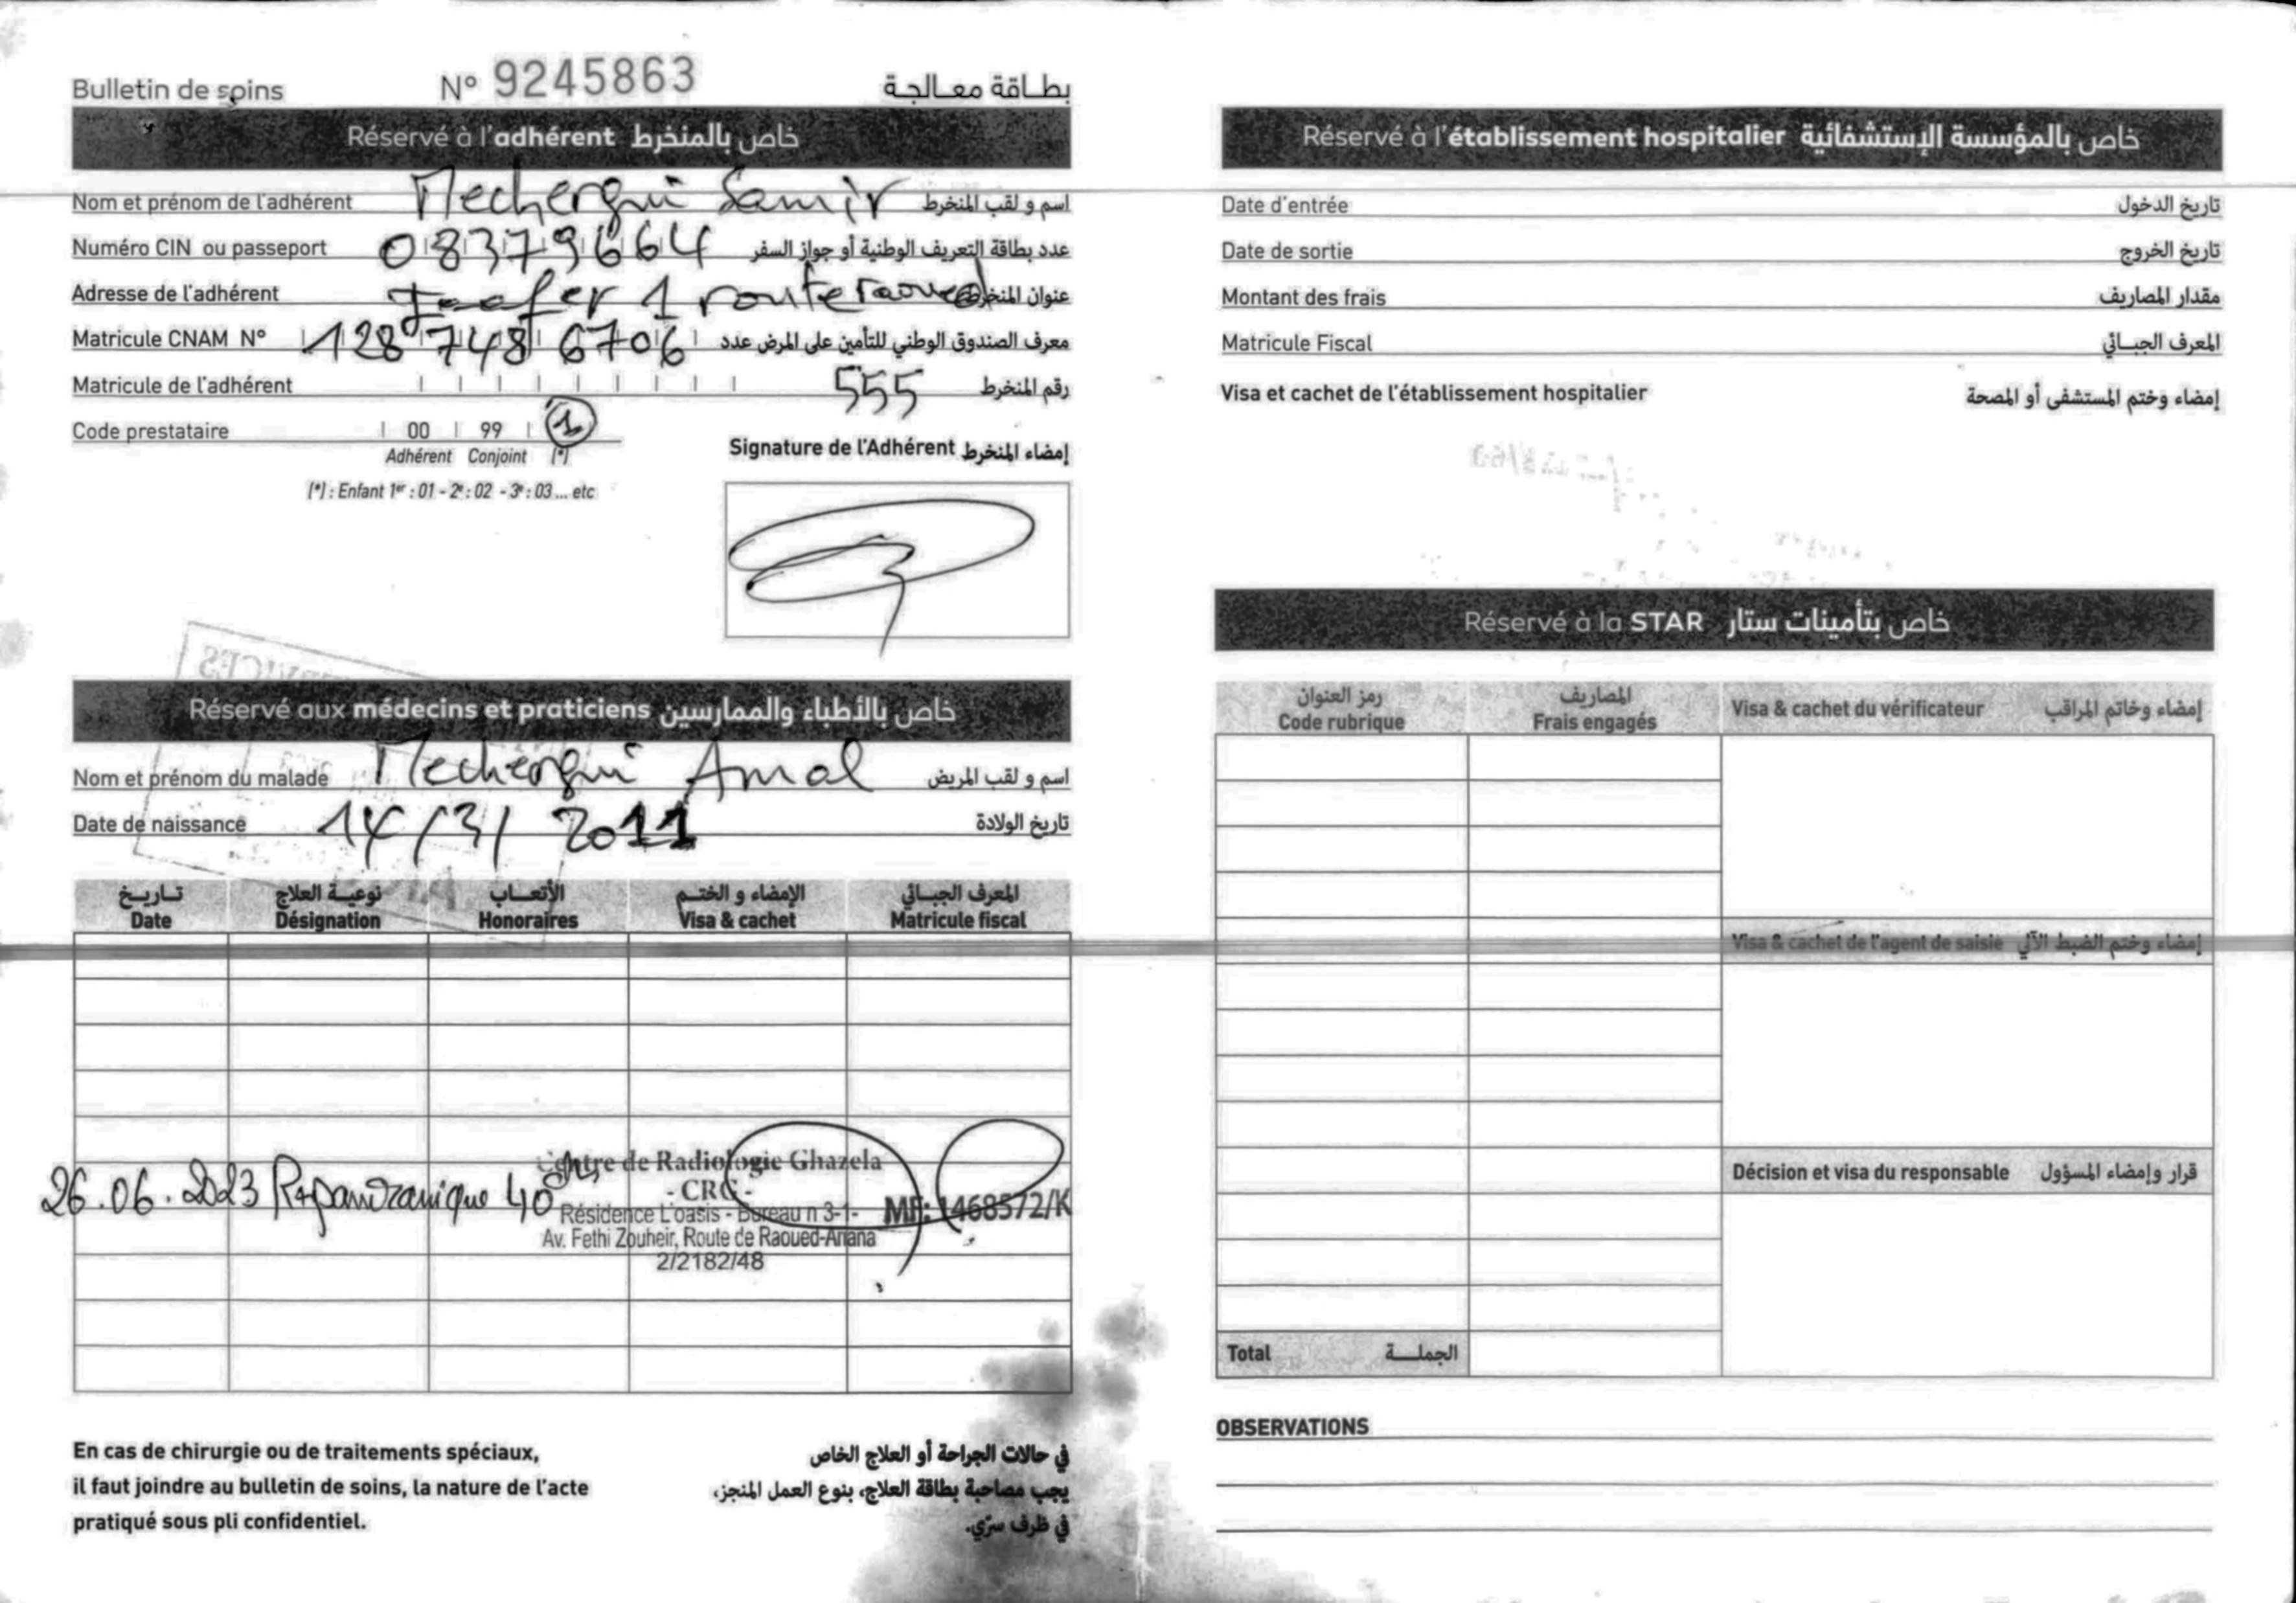 Bulletin de soins N° 9245863 بطاقة معالجة
Réservé à l'adhérent خاص بالمنخرط
Nom et prénom de l'adhérent Mechergui Samir اسم و لقب المنخرط
Numéro CIN ou passeport 08379664 عدد بطاقة التعريف الوطنية أو جواز السفر
Adresse de l'adhérent Jaafer 1 route raoued عنوان المنخرط
Matricule CNAM N° 128 748 6706 معرف الصندوق الوطني للتأمين على المرض عدد
Matricule de l'adhérent 555 رقم المنخرط
Code prestataire 00 99 1
Adhérent Conjoint (*)
(*) : Enfant 1er : 01 - 2e : 02 - 3e : 03 ... etc
Signature de l'Adhérent إمضاء المنخرط
Réservé aux médecins et praticiens خاص بالأطباء والممارسين
Nom et prénom du malade Mechergui Amal اسم و لقب المريض
Date de naissance 14/3/2011 تاريخ الولادة
تاريخ نوعية العلاج الأتعاب الإمضاء و الختم المعرف الجبائي
Date Désignation Honoraires Visa & cachet Matricule fiscal
26.06.2023 Rx panoramique 40
Centre de Radiologie Ghazela
- CRG -
Résidence L'oasis - Bureau n 3-1- MF: 1468572/K
Av. Fethi Zouheir, Route de Raoued-Ariana
2/2182/48
En cas de chirurgie ou de traitements spéciaux,
il faut joindre au bulletin de soins, la nature de l'acte
pratiqué sous pli confidentiel.
في حالات الجراحة أو العلاج الخاص
يجب مصاحبة بطاقة العلاج، بنوع العمل المنجز،
في ظرف سرّي.
Réservé à l'établissement hospitalier خاص بالمؤسسة الإستشفائية
Date d'entrée تاريخ الدخول
Date de sortie تاريخ الخروج
Montant des frais مقدار المصاريف
Matricule Fiscal المعرف الجبائي
Visa et cachet de l'établissement hospitalier إمضاء وختم المستشفى أو المصحة
Réservé à la STAR خاص بتأمينات ستار
رمز العنوان المصاريف
Code rubrique Frais engagés Visa & cachet du vérificateur إمضاء وخاتم المراقب
Visa & cachet de l'agent de saisie إمضاء وختم الضبط الآلي
Décision et visa du responsable قرار وإمضاء المسؤول
Total الجملة
OBSERVATIONS